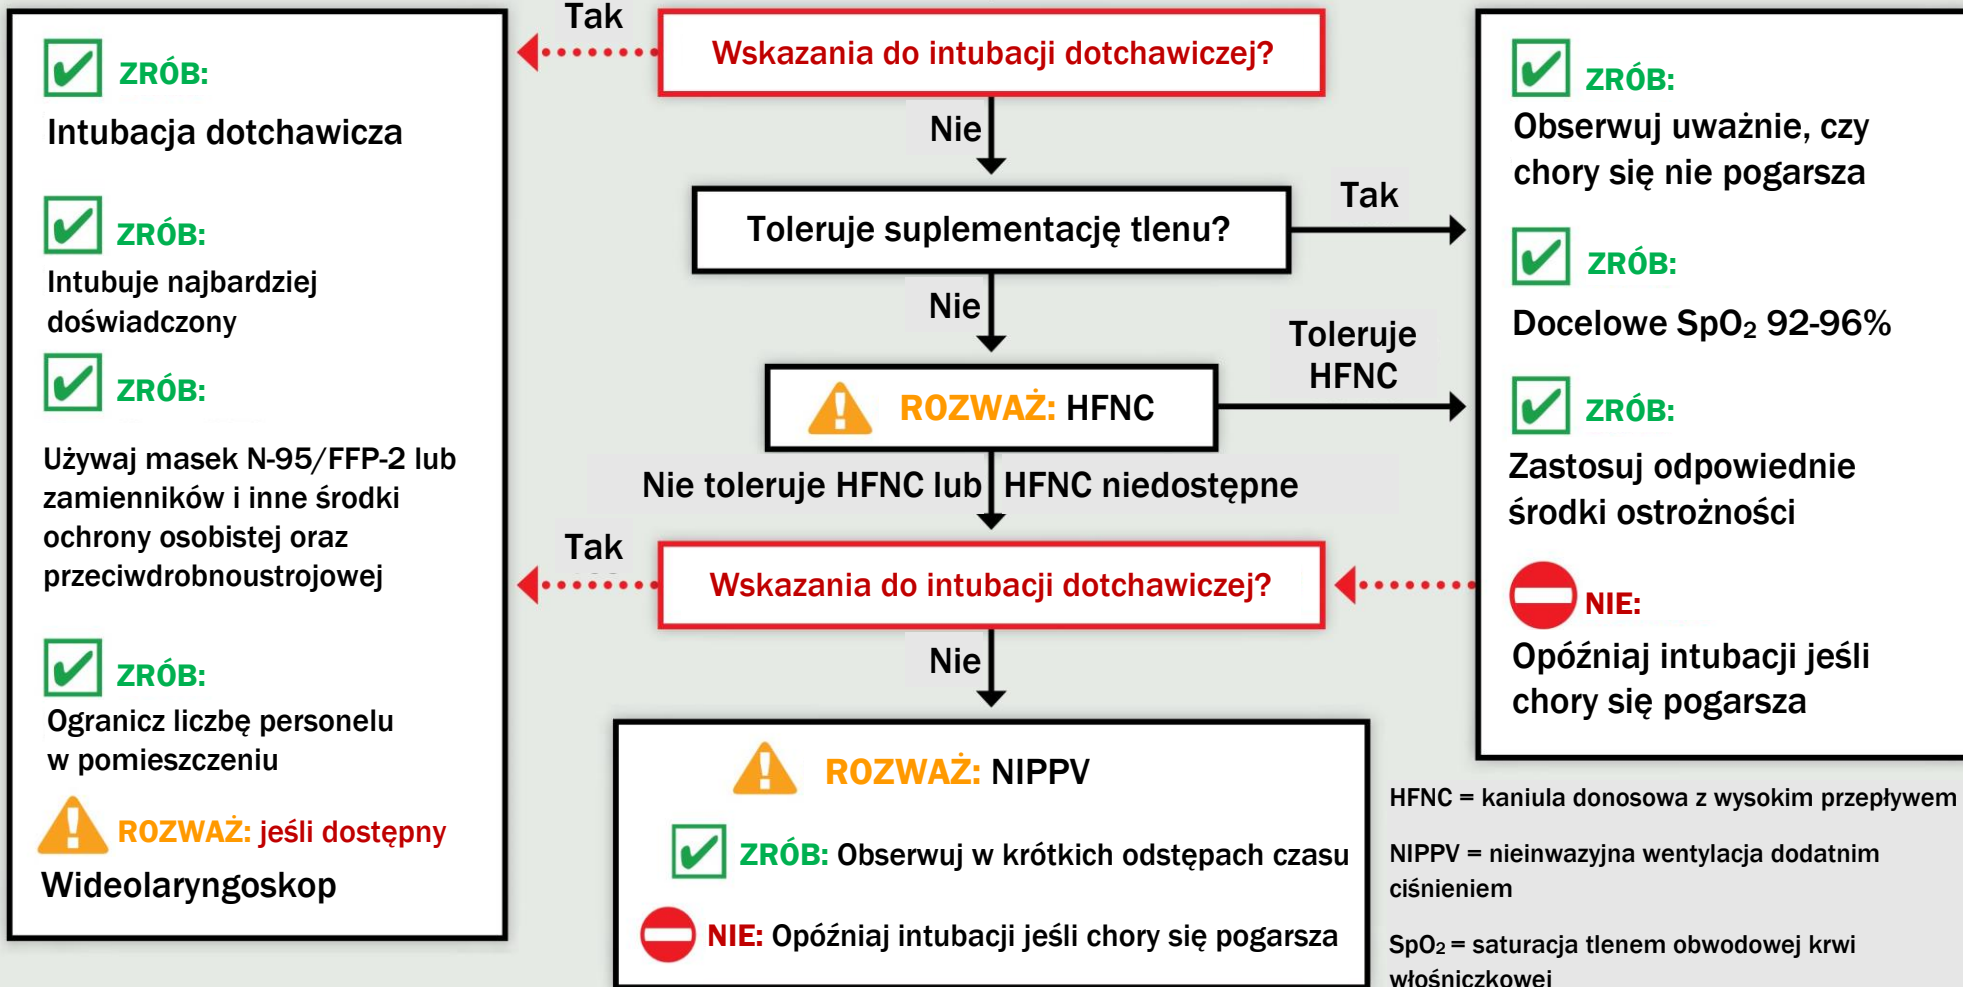 ZRÓB:
Intubacja dotchawicza
ZRÓB:
Intubuje najbardziej
doświadczony
ZRÓB:
Używaj masek N-95/FFP-2 lub
zamienników i inne środki
ochrony osobistej oraz
przeciwdrobnoustrojowej
ZRÓB:
Ogranicz liczbę personelu
w pomieszczeniu
ROZWAŻ: jeśli dostępny
Wideolaryngoskop
Tak
Wskazania do intubacji dotchawiczej?
Nie
Toleruje suplementację tlenu?
Tak
Nie
ROZWAŻ: HFNC
Toleruje
HFNC
Nie toleruje HFNC lub HFNC niedostępne
Tak
Wskazania do intubacji dotchawiczej?
Nie
ROZWAŻ: NIPPV
ZRÓB: Obserwuj w krótkich odstępach czasu
NIE: Opóźniaj intubacji jeśli chory się pogarsza
ZRÓB:
Obserwuj uważnie, czy
chory się nie pogarsza
ZRÓB:
Docelowe SpO₂ 92-96%
ZRÓB:
Zastosuj odpowiednie
środki ostrożności
NIE:
Opóźniaj intubacji jeśli
chory się pogarsza
HFNC = kaniula donosowa z wysokim przepływem
NIPPV = nieinwazyjna wentylacja dodatnim
ciśnieniem
SpO₂ = saturacja tlenem obwodowej krwi
włośniczkowej